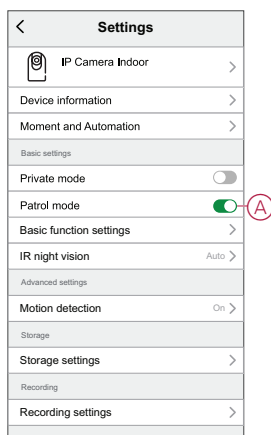 Settings
IP Camera Indoor
Device information
Moment and Automation
Basic settings
Private mode
Patrol mode
A
Basic function settings
IR night vision Auto
Advanced settings
Motion detection On
Storage
Storage settings
Recording
Recording settings